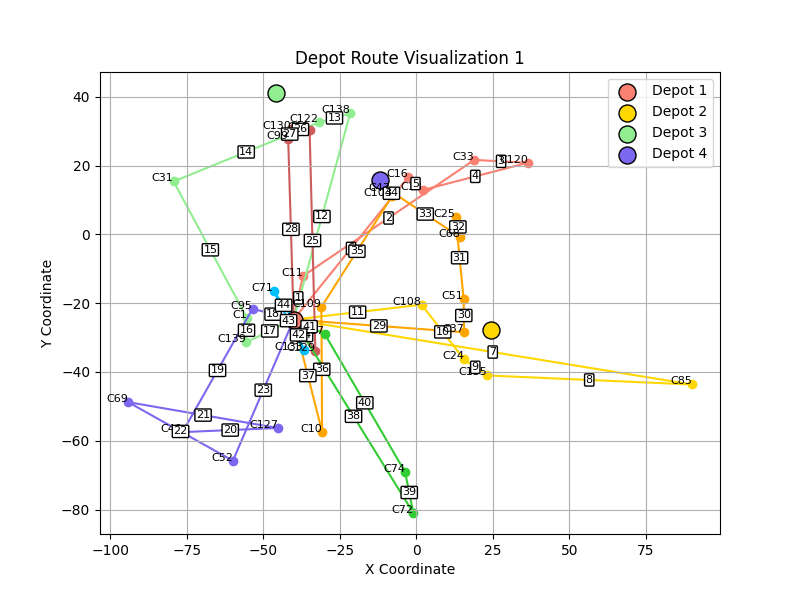 Depot Route Visualization 1
Depot 1
Depot 2
Depot 3
Depot 4
Y Coordinate
40
20
0
−20
−40
−60
−80
−100
−75
−50
−25
0
25
50
75
X Coordinate
C138
C122
13
C130
27
14
C33
3
C120
C16
5
4
C31
44
12
33
C25
2
32
28
25
35
31
15
C11
C71
1
C51
C95
C109
C108
11
30
18
43
29
10
16
17
C139
42
7
C24
9
36
19
37
8
C85
23
C69
40
21
38
22
20
C127
C10
C52
C74
39
C72